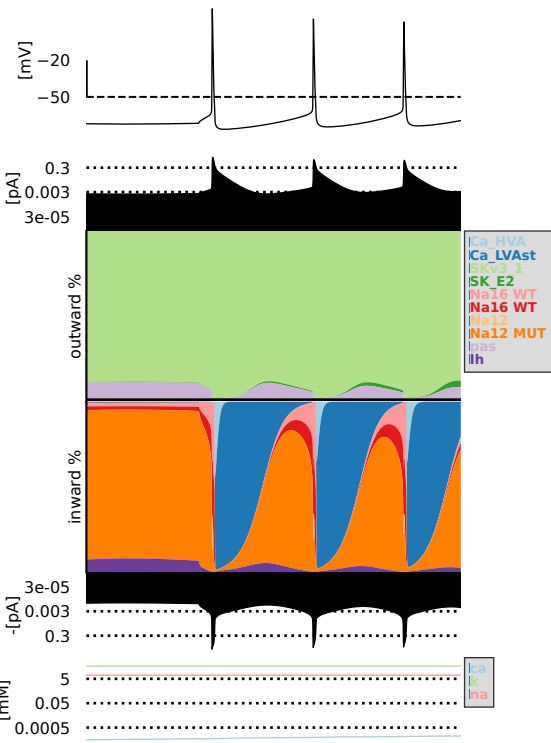 [mV]
−20
−50
[pA]
0.3
0.003
3e-05
outward %
Ca_HVA
Ca_LVAst
SKv3_1
SK_E2
Na16 WT
Na16 WT
Na12
Na12 MUT
pas
Ih
inward %
-[pA]
3e-05
0.003
0.3
[mM]
5
0.05
0.0005
ca
k
na